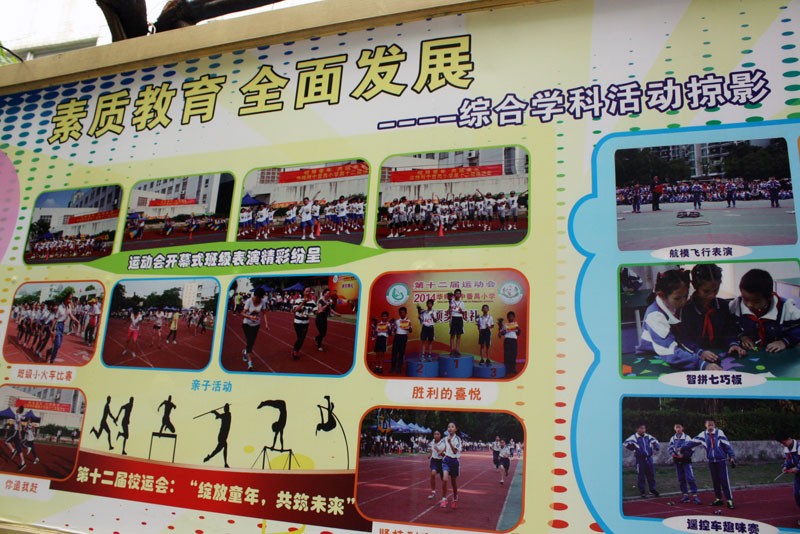 素质教育 全面发展
----综合学科活动掠影
运动会开幕式班级表演精彩纷呈
航模飞行表演
第十二届运动会
2014
智拼七巧板
班级小火车比赛
亲子活动
胜利的喜悦
2 1 3
第十二届校运会：“绽放童年，共筑未来”
你追我赶
遥控车趣味赛